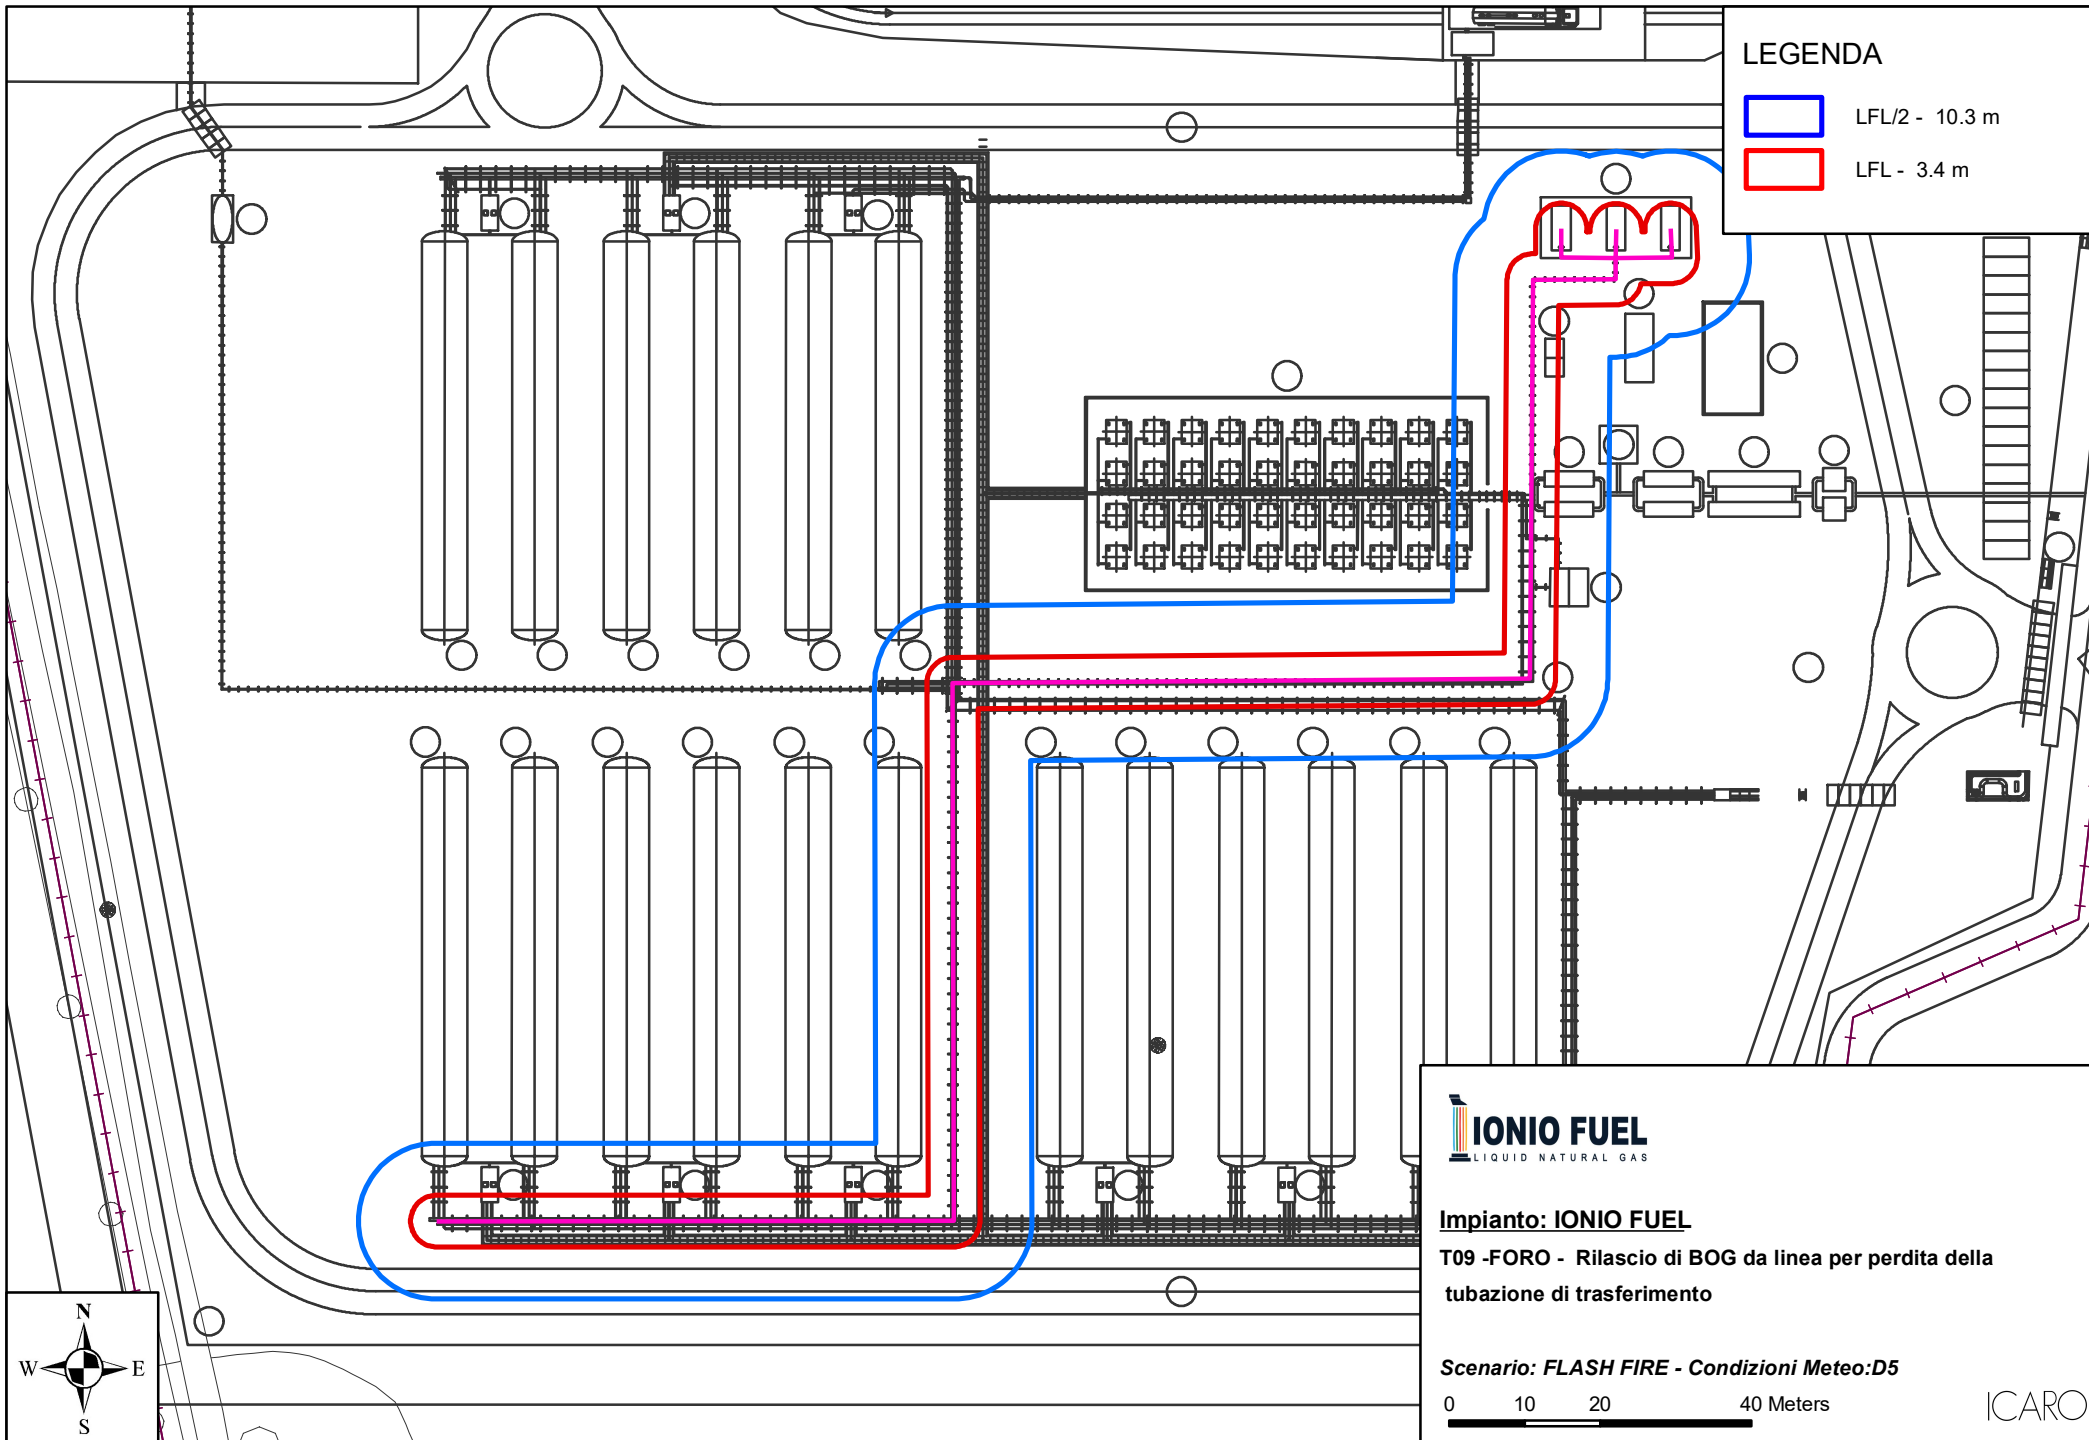 LEGENDA
LFL/2 - 10.3 m
LFL - 3.4 m
IONIO FUEL
LIQUID NATURAL GAS
Impianto: IONIO FUEL
T09 -FORO - Rilascio di BOG da linea per perdita della
tubazione di trasferimento
Scenario: FLASH FIRE - Condizioni Meteo:D5
0 10 20 40 Meters
ICARO
N
W E
S